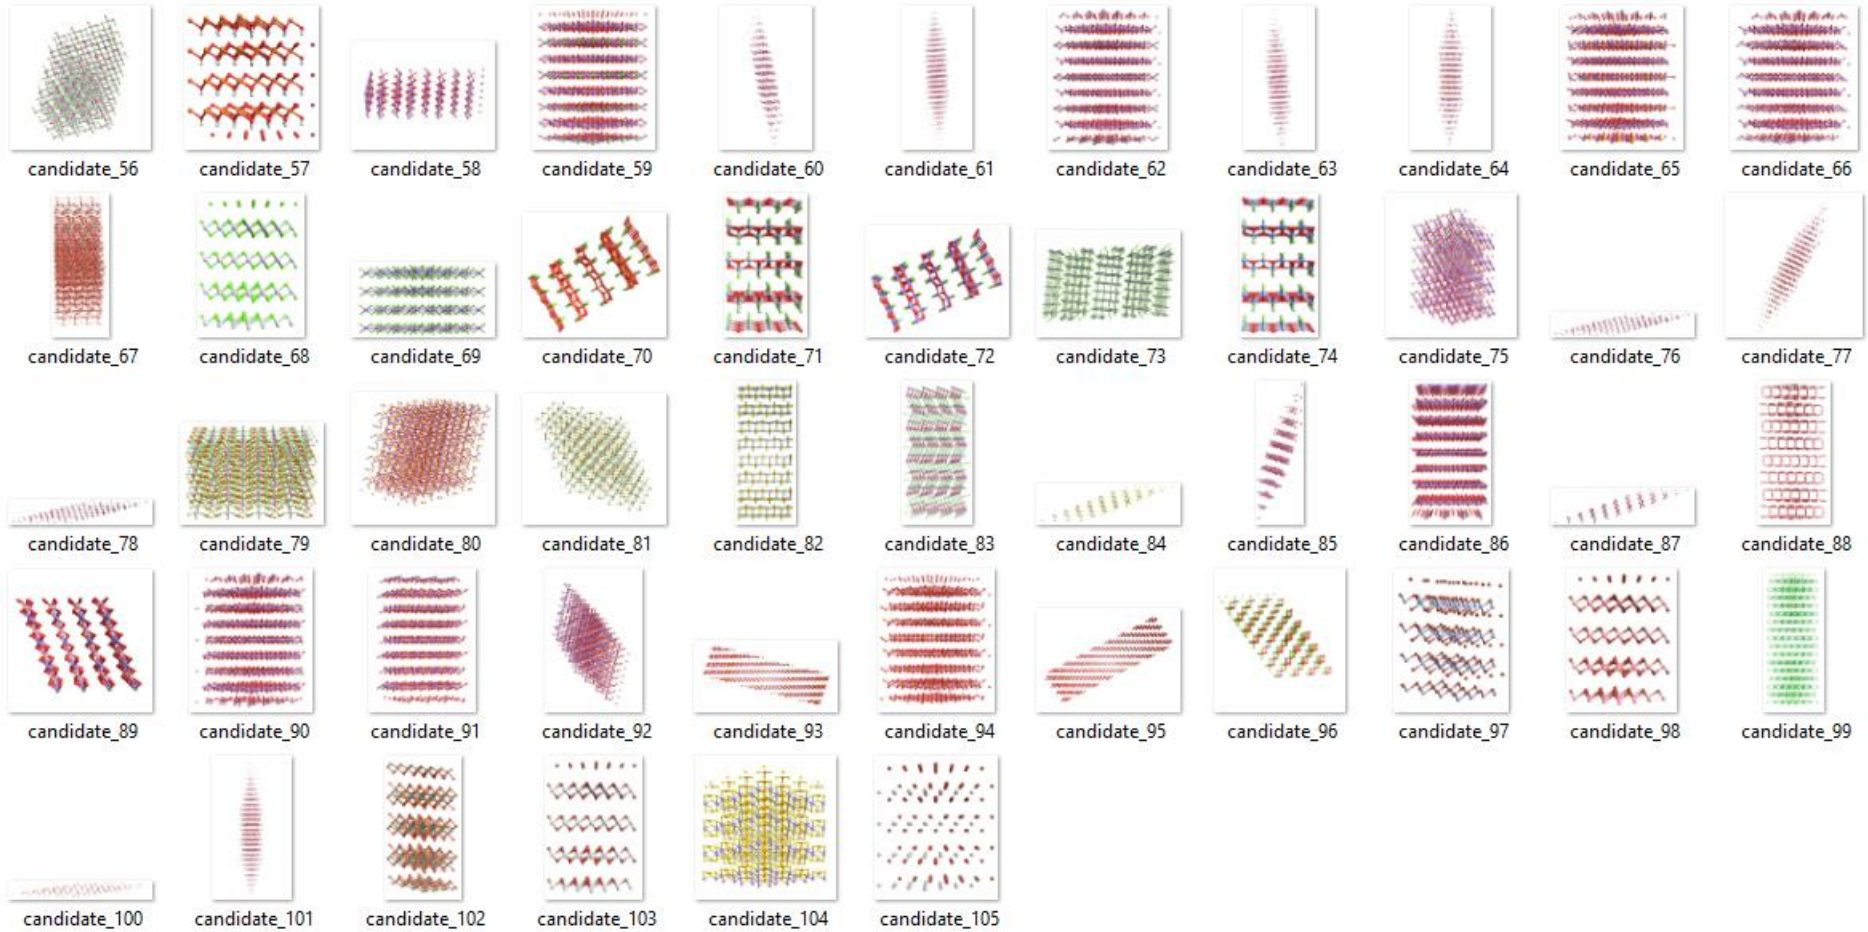 candidate_56 candidate_57 candidate_58 candidate_59 candidate_60 candidate_61 candidate_62 candidate_63 candidate_64 candidate_65 candidate_66
candidate_67 candidate_68 candidate_69 candidate_70 candidate_71 candidate_72 candidate_73 candidate_74 candidate_75 candidate_76 candidate_77
candidate_78 candidate_79 candidate_80 candidate_81 candidate_82 candidate_83 candidate_84 candidate_85 candidate_86 candidate_87 candidate_88
candidate_89 candidate_90 candidate_91 candidate_92 candidate_93 candidate_94 candidate_95 candidate_96 candidate_97 candidate_98 candidate_99
candidate_100 candidate_101 candidate_102 candidate_103 candidate_104 candidate_105